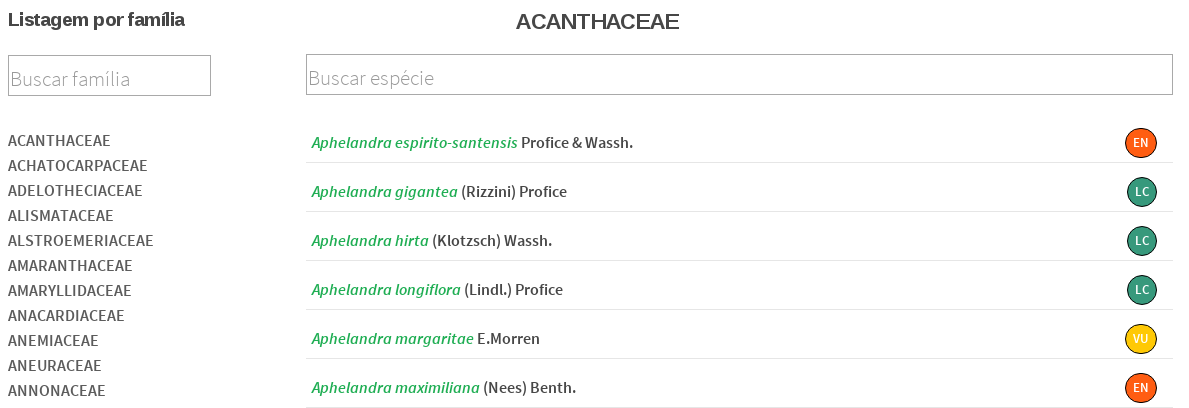 Listagem por família
Buscar família
ACANTHACEAE
ACHATOCARPACEAE
ADELOTHECIACEAE
ALISMATACEAE
ALSTROEMERIACEAE
AMARANTHACEAE
AMARYLLIDACEAE
ANACARDIACEAE
ANEMIACEAE
ANEURACEAE
ANNONACEAE
ACANTHACEAE
Buscar espécie
Aphelandra espirito-santensis Profice & Wassh. EN
Aphelandra gigantea (Rizzini) Profice LC
Aphelandra hirta (Klotzsch) Wassh. LC
Aphelandra longiflora (Lindl.) Profice LC
Aphelandra margaritae E.Morren VU
Aphelandra maximiliana (Nees) Benth. EN